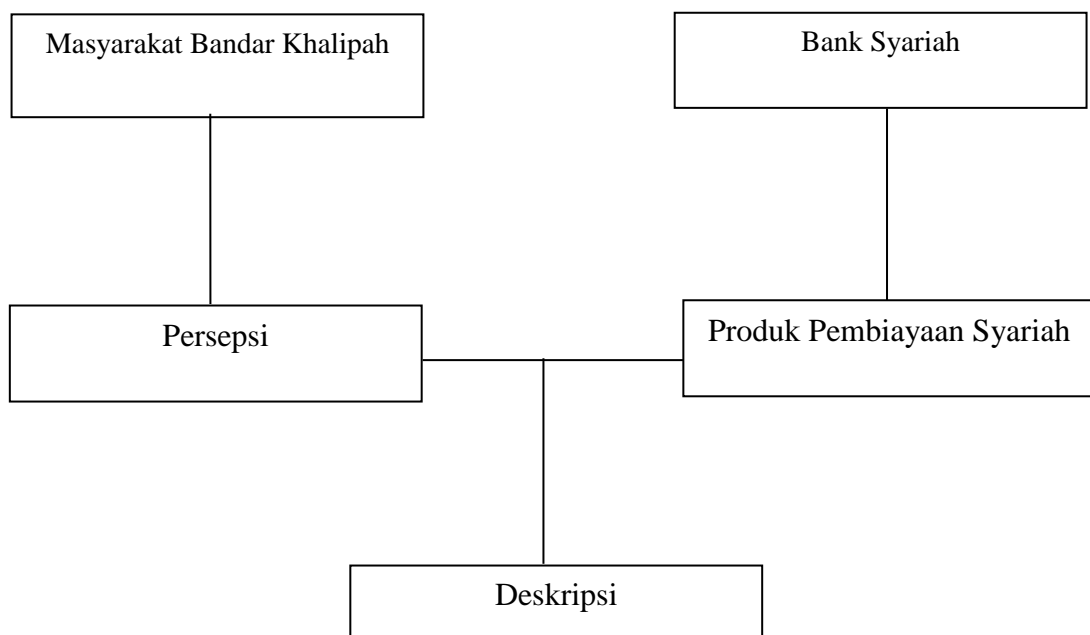 Masyarakat Bandar Khalipah
Bank Syariah
Persepsi
Produk Pembiayaan Syariah
Deskripsi